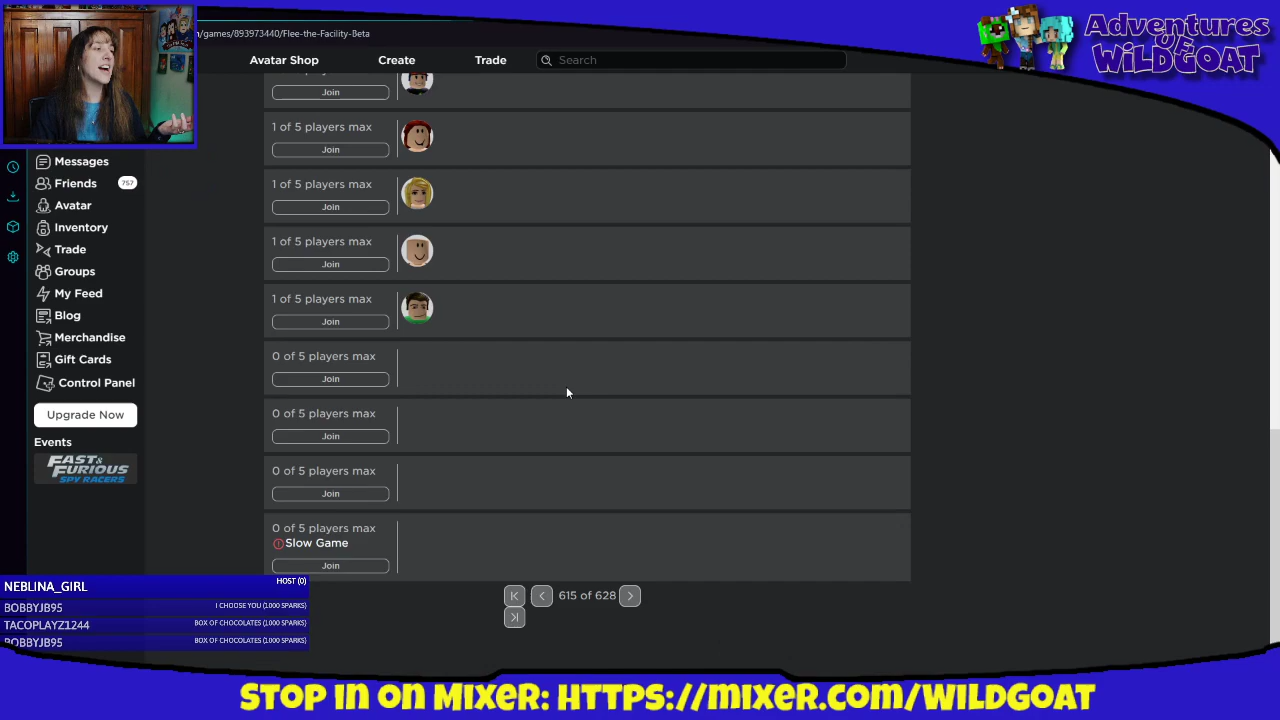 n/games/893973440/Flee-the-Facility-Beta
Adventures
OF
WILDGOAT
Avatar Shop
Create
Trade
Search
Join
1 of 5 players max
Join
1 of 5 players max
Join
1 of 5 players max
Join
1 of 5 players max
Join
0 of 5 players max
Join
0 of 5 players max
Join
0 of 5 players max
Join
0 of 5 players max
Slow Game
Join
615 of 628
Messages
Friends 757
Avatar
Inventory
Trade
Groups
My Feed
Blog
Merchandise
Gift Cards
Control Panel
Upgrade Now
Events
FAST &
FURIOUS
SPY RACERS
NEBLINA_GIRL HOST (0)
BOBBYJB95 I CHOOSE YOU (1000 SPARKS)
TACOPLAYZ1244 BOX OF CHOCOLATES (1000 SPARKS)
BOBBYJB95 BOX OF CHOCOLATES (1000 SPARKS)
STOP IN ON MIXER: HTTPS://MIXER.COM/WILDGOAT